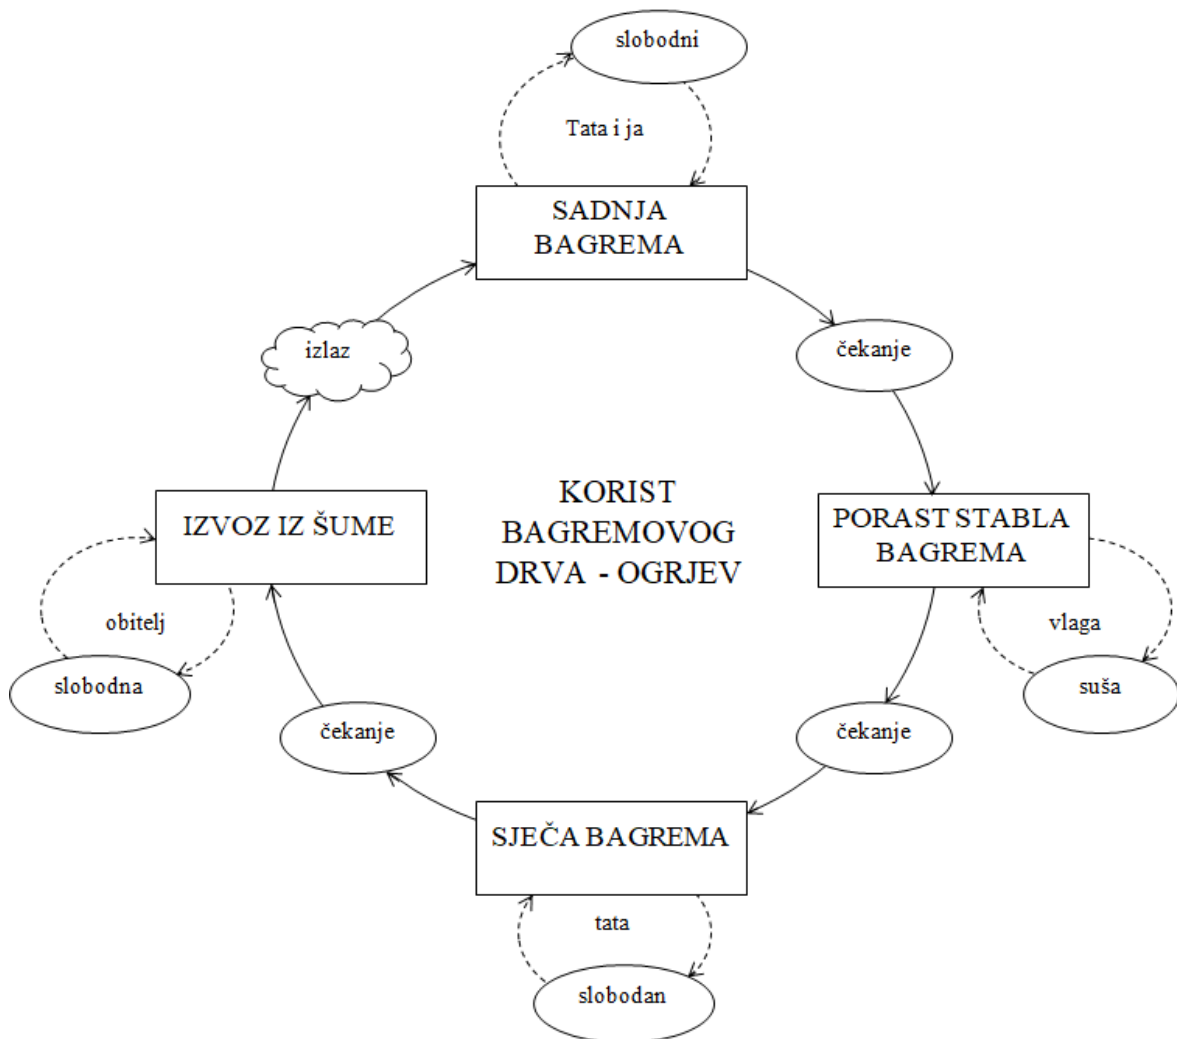 slobodni
Tata i ja
SADNJA
BAGREMA
izlaz
čekanje
IZVOZ IZ ŠUME
KORIST
BAGREMOVOG
DRVA - OGRJEV
PORAST STABLA
BAGREMA
obitelj
slobodna
vlaga
suša
čekanje
čekanje
SJEČA BAGREMA
tata
slobodan